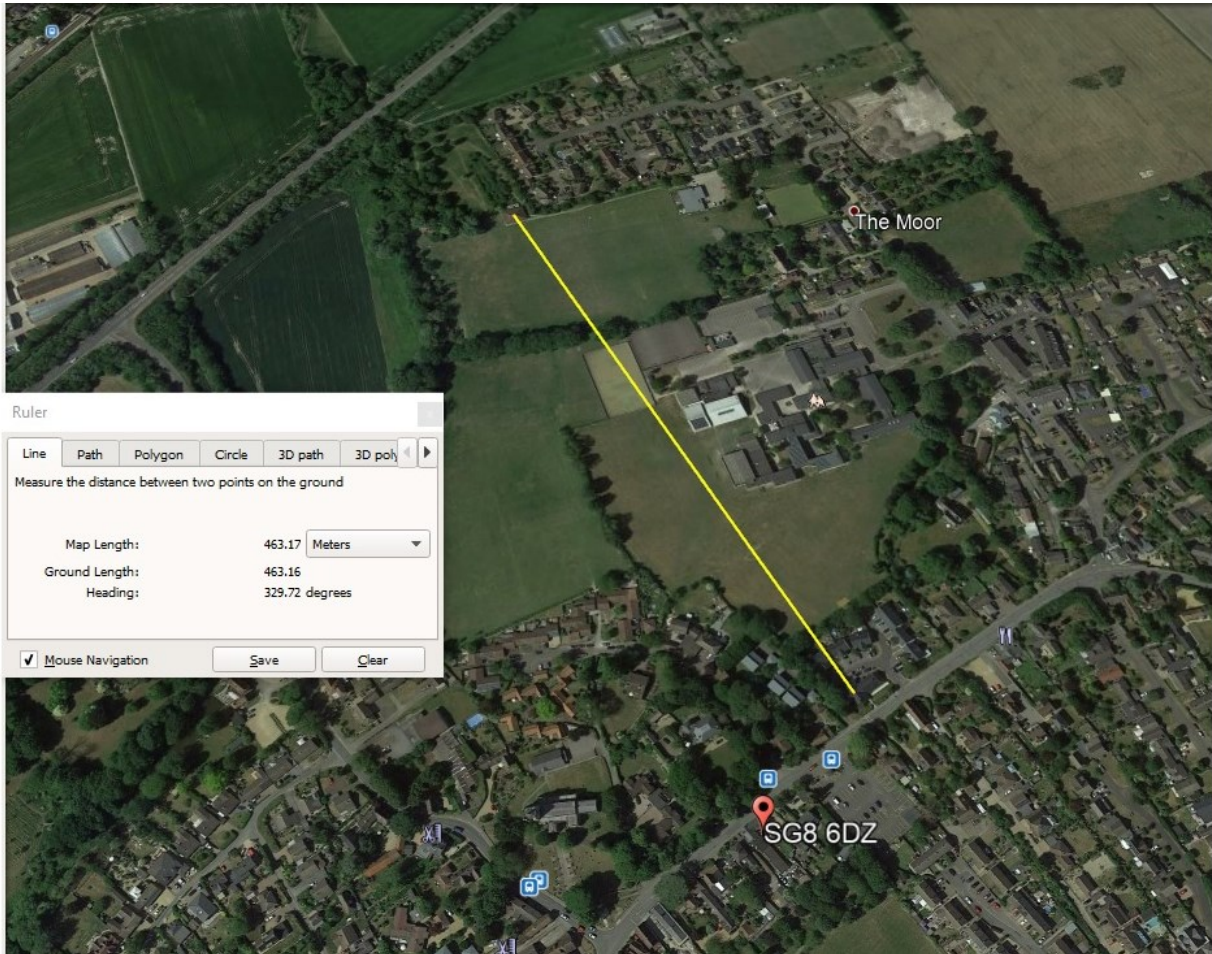 The Moor
Ruler
Line Path Polygon Circle 3D path 3D poly
Measure the distance between two points on the ground
Map Length: 463.17 Meters
Ground Length: 463.16
Heading: 329.72 degrees
Mouse Navigation Save Clear
SG8 6DZ